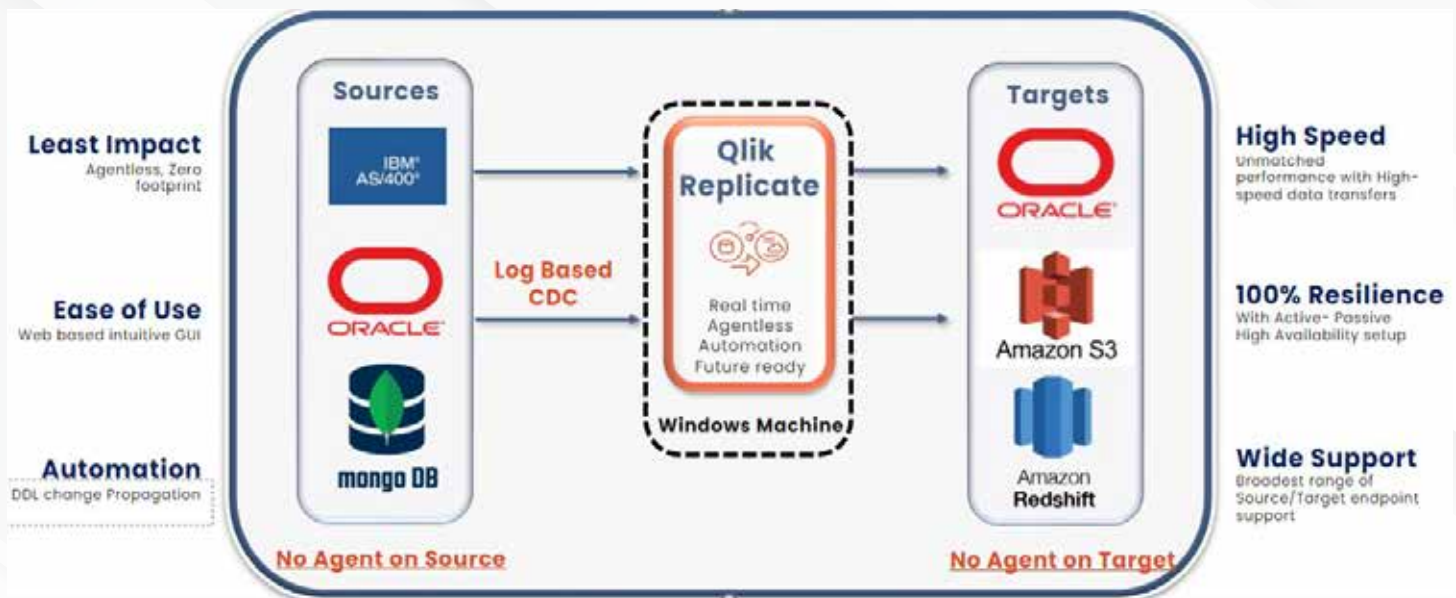 Least Impact
Agentless, Zero
footprint
Ease of Use
Web based intuitive GUI
Automation
DDL change Propagation
Sources
IBM®
AS/400®
ORACLE®
mongo DB
No Agent on Source
Log Based
CDC
Qlik
Replicate
Real time
Agentless
Automation
Future ready
Windows Machine
Targets
ORACLE®
Amazon S3
Amazon
Redshift
No Agent on Target
High Speed
Unmatched
performance with High-
speed data transfers
100% Resilience
With Active- Passive
High Availability setup
Wide Support
Broadest range of
Source/Target endpoint
support